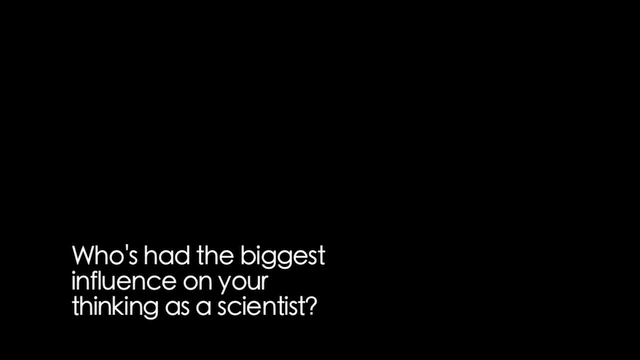 Who's had the biggest
influence on your
thinking as a scientist?